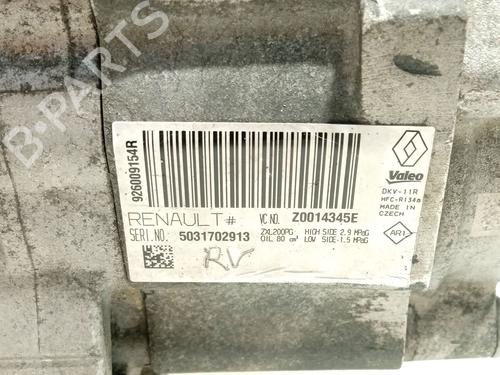 B-PARTS
926009154R
Valeo
DKV-11R
HFC-R134a
MADE IN
CZECH
RENAULT# VC NO. Z0014345E
SERI.NO.: 5031702913 ZXL200PG HIGH SIDE 2.9 MPaG
OIL 80 cm³ LOW SIDE 1.5 MPaG
AR1
RV